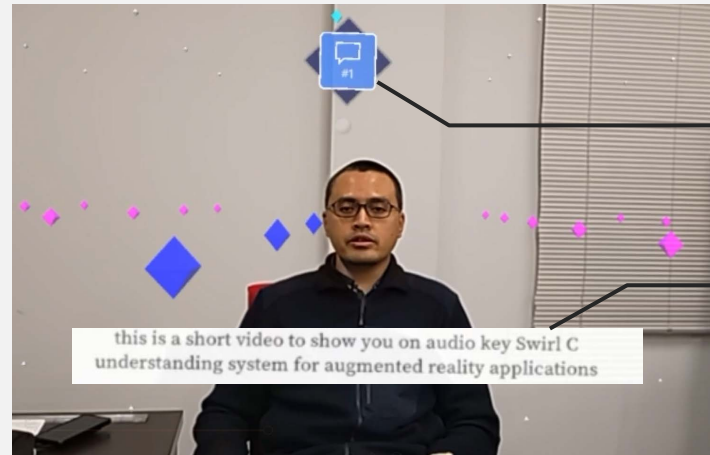 #1
this is a short video to show you on audio key Swirl C
understanding system for augmented reality applications